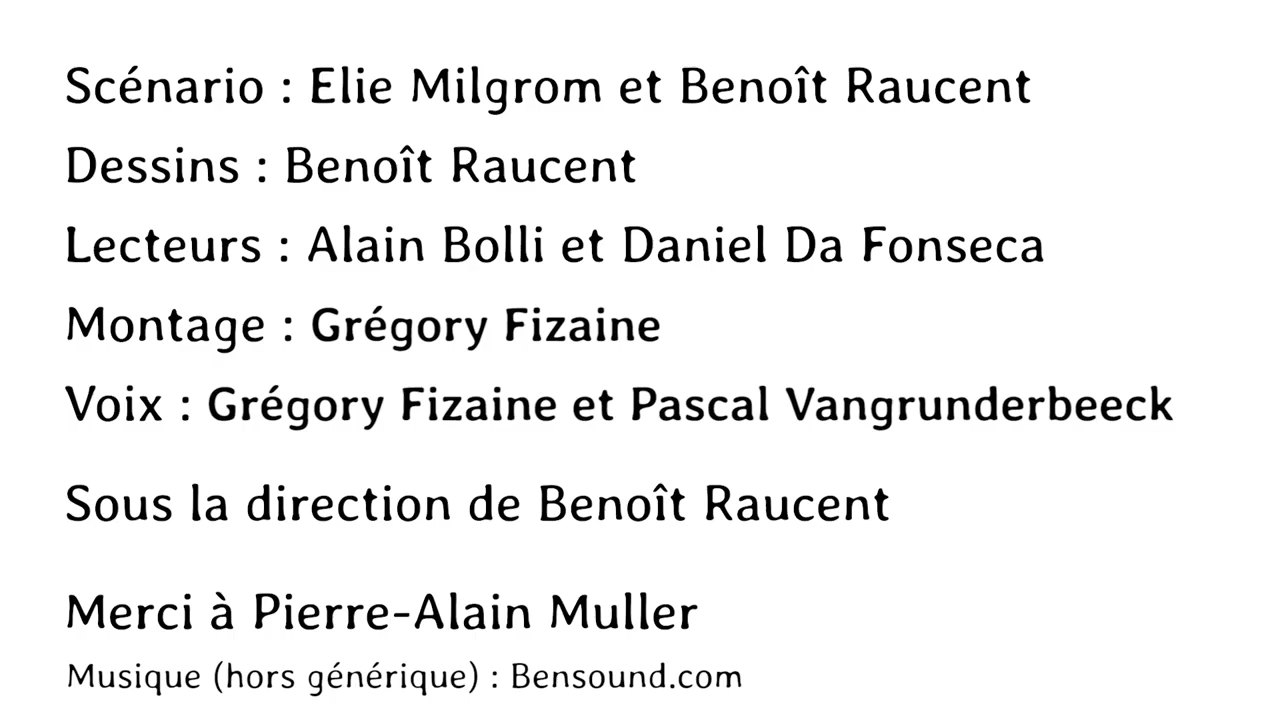 Scénario : Elie Milgrom et Benoît Raucent
Dessins : Benoît Raucent
Lecteurs : Alain Bolli et Daniel Da Fonseca
Montage : Grégory Fizaine
Voix : Grégory Fizaine et Pascal Vangrunderbeeck
Sous la direction de Benoît Raucent
Merci à Pierre-Alain Muller
Musique (hors générique) : Bensound.com